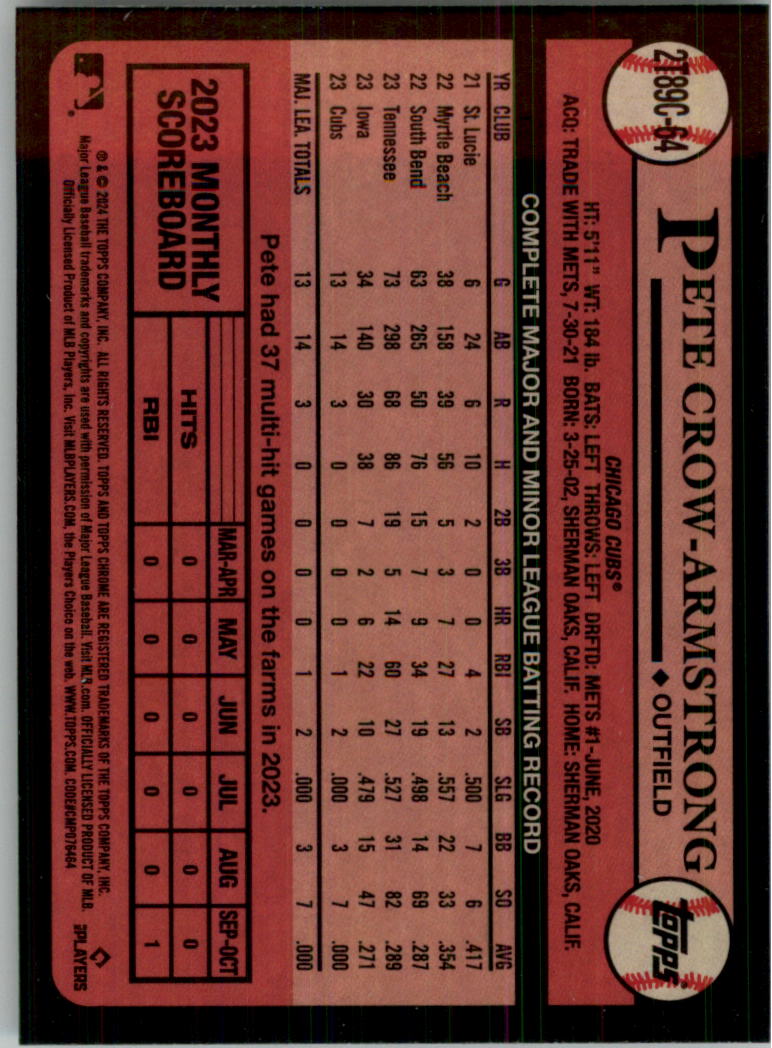 2T89C-64
PETE CROW-ARMSTRONG
◆ OUTFIELD
topps®
CHICAGO CUBS®
HT: 5'11" WT: 184 lb. BATS: LEFT THROWS: LEFT DRFTD: METS #1-JUNE, 2020
ACQ: TRADE WITH METS, 7-30-21 BORN: 3-25-02, SHERMAN OAKS, CALIF. HOME: SHERMAN OAKS, CALIF.
COMPLETE MAJOR AND MINOR LEAGUE BATTING RECORD
YR CLUB G AB R H 2B 3B HR RBI SB SLG BB SO AVG
21 St. Lucie 6 24 6 10 2 0 0 4 2 .500 7 6 .417
22 Myrtle Beach 38 158 39 56 5 3 7 27 13 .557 22 33 .354
22 South Bend 63 265 50 76 15 7 9 34 19 .498 14 69 .287
23 Tennessee 73 298 68 86 19 5 14 60 27 .527 31 82 .289
23 Iowa 34 140 30 38 7 2 6 22 10 .479 15 47 .271
23 Cubs 13 14 3 0 0 0 0 1 2 .000 3 7 .000
MAJ. LEA. TOTALS 13 14 3 0 0 0 0 1 2 .000 3 7 .000
Pete had 37 multi-hit games on the farms in 2023.
2023 MONTHLY
SCOREBOARD
MAR-APR MAY JUN JUL AUG SEP-OCT
HITS 0 0 0 0 0 0
RBI 0 0 0 0 0 1
® & © 2024 THE TOPPS COMPANY, INC. ALL RIGHTS RESERVED. TOPPS AND TOPPS CHROME ARE REGISTERED TRADEMARKS OF THE TOPPS COMPANY, INC.
Major League Baseball trademarks and copyrights are used with permission of Major League Baseball. Visit MLB.com. OFFICIALLY LICENSED PRODUCT OF MLB.
Officially Licensed Product of MLB Players, Inc. Visit MLBPLAYERS.COM, the Players Choice on the web. WWW.TOPPS.COM. CODE#CMP076464
PLAYERS